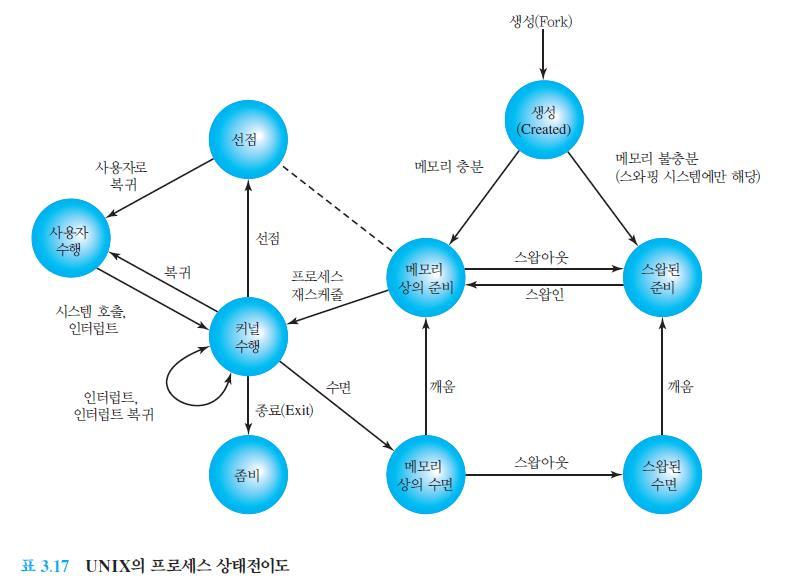 생성(Fork)
생성
(Created)
메모리 충분
메모리 불충분
(스와핑 시스템에만 해당)
선점
사용자로
복귀
사용자
수행
선점
복귀
프로세스
재스케줄
메모리
상의 준비
스왑아웃
스왑인
스왑된
준비
시스템 호출,
인터럽트
커널
수행
인터럽트,
인터럽트 복귀
종료(Exit)
수면
깨움
깨움
좀비
메모리
상의 수면
스왑아웃
스왑된
수면
표 3.17 UNIX의 프로세스 상태전이도